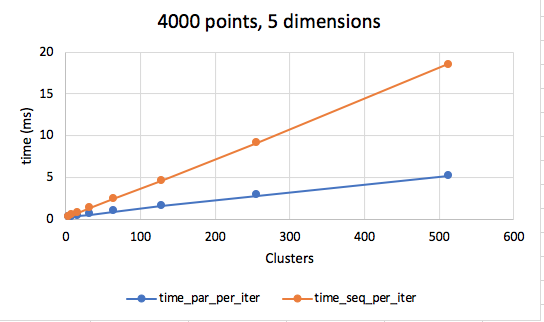 4000 points, 5 dimensions
20
15
10
5
0
time (ms)
0 100 200 300 400 500 600
Clusters
time_par_per_iter time_seq_per_iter